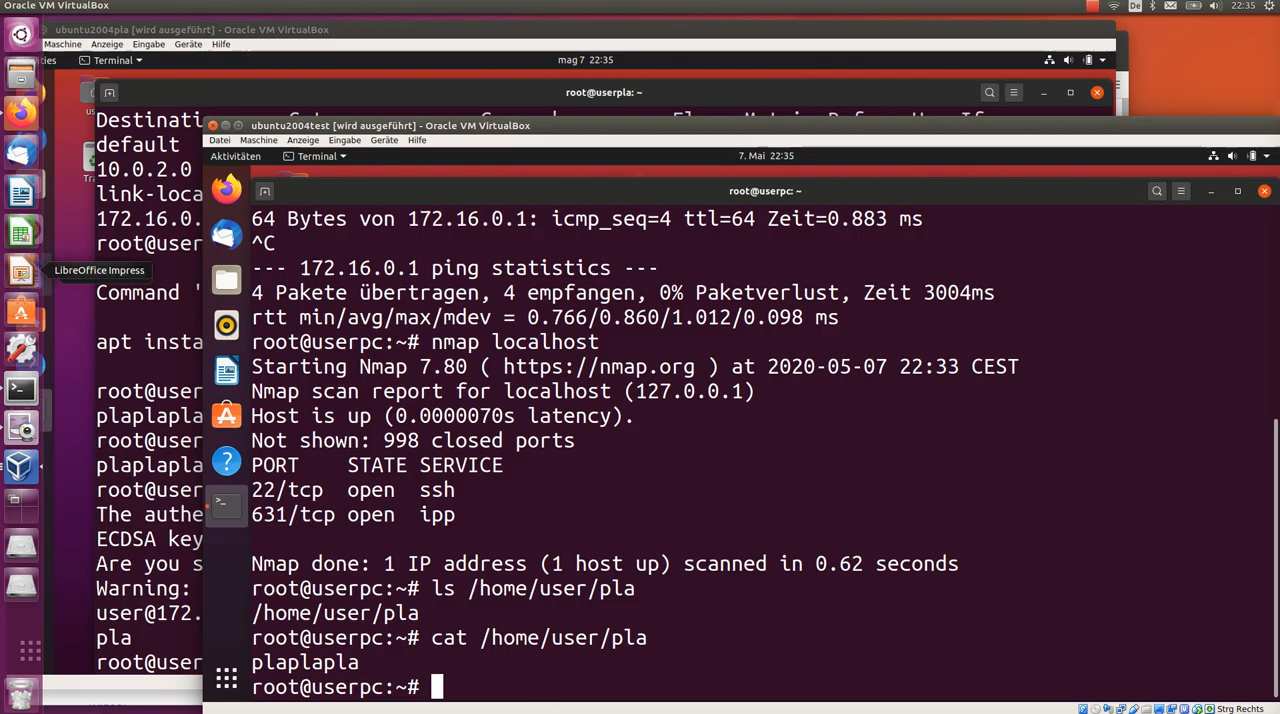 Oracle VM VirtualBox
De
22:35
ubuntu2004pla [wird ausgeführt] - Oracle VM VirtualBox
Maschine Anzeige Eingabe Geräte Hilfe
ies Terminal mag 7 22:35
root@userpla: ~
us
Tra
Destinatio
default
10.0.2.0
link-loca
172.16.0.
root@user
Command '
apt insta
root@user
plaplapla
root@user
plaplapla
root@user
The authe
ECDSA key
Are you s
Warning:
user@172.
pla
root@user
ubuntu2004test [wird ausgeführt] - Oracle VM VirtualBox
Datei Maschine Anzeige Eingabe Geräte Hilfe
Aktivitäten Terminal 7. Mai 22:35
root@userpc: ~
64 Bytes von 172.16.0.1: icmp_seq=4 ttl=64 Zeit=0.883 ms
^C
--- 172.16.0.1 ping statistics ---
4 Pakete übertragen, 4 empfangen, 0% Paketverlust, Zeit 3004ms
rtt min/avg/max/mdev = 0.766/0.860/1.012/0.098 ms
root@userpc:~# nmap localhost
Starting Nmap 7.80 ( https://nmap.org ) at 2020-05-07 22:33 CEST
Nmap scan report for localhost (127.0.0.1)
Host is up (0.0000070s latency).
Not shown: 998 closed ports
PORT    STATE SERVICE
22/tcp  open  ssh
631/tcp open  ipp
Nmap done: 1 IP address (1 host up) scanned in 0.62 seconds
root@userpc:~# ls /home/user/pla
/home/user/pla
root@userpc:~# cat /home/user/pla
plaplapla
root@userpc:~#
LibreOffice Impress
Strg Rechts